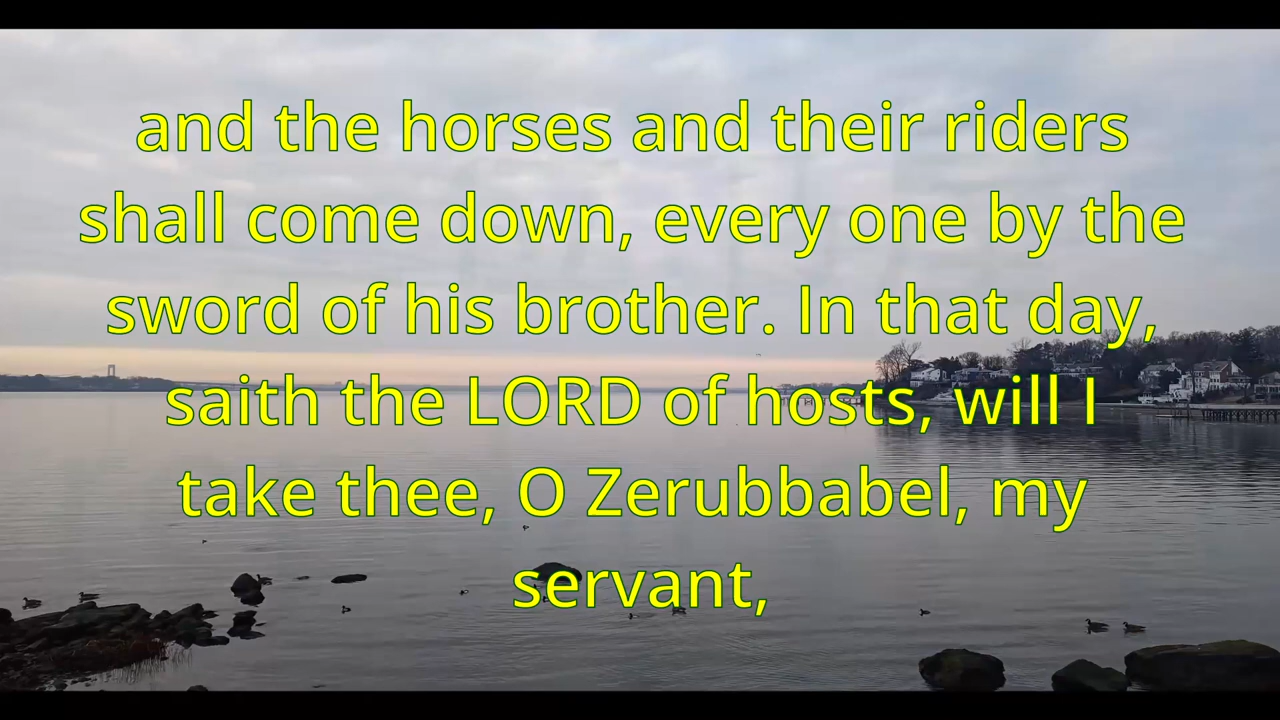 and the horses and their riders
shall come down, every one by the
sword of his brother. In that day,
saith the LORD of hosts, will I
take thee, O Zerubbabel, my
servant,